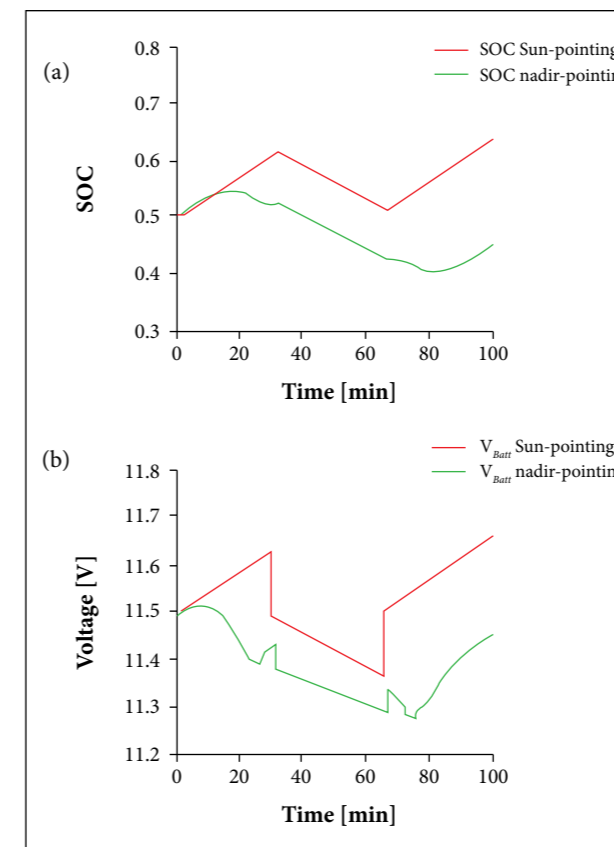 (a)
SOC Sun-pointing
SOC nadir-pointin
0.8
0.7
0.6
0.5
0.4
0.3
SOC
0 20 40 60 80 100
Time [min]
(b)
V_Batt Sun-pointing
V_Batt nadir-pointin
11.8
11.7
11.6
11.5
11.4
11.3
11.2
Voltage [V]
0 20 40 60 80 100
Time [min]